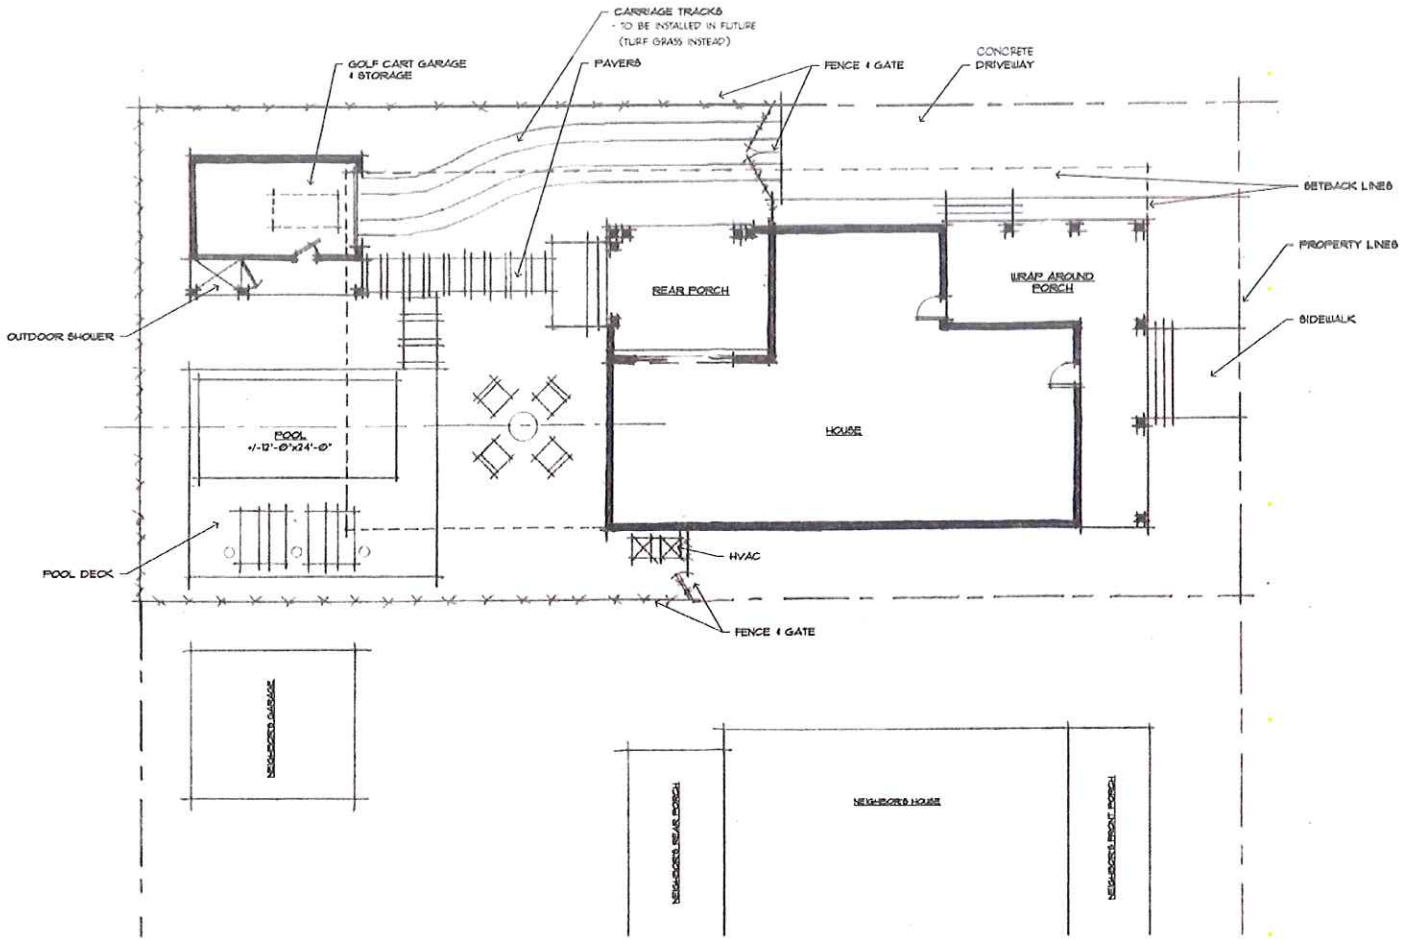 CARRIAGE TRACKS
- TO BE INSTALLED IN FUTURE
(TURF GRASS INSTEAD)
GOLF CART GARAGE
& STORAGE
PAVERS
FENCE & GATE
CONCRETE
DRIVEWAY
SETBACK LINES
PROPERTY LINES
WRAP AROUND
PORCH
REAR PORCH
SIDEWALK
OUTDOOR SHOWER
POOL
+/-12'-0"x24'-0"
HOUSE
HVAC
POOL DECK
FENCE & GATE
NEIGHBOR'S GARAGE
NEIGHBOR'S REAR PORCH
NEIGHBOR'S HOUSE
NEIGHBOR'S FRONT PORCH